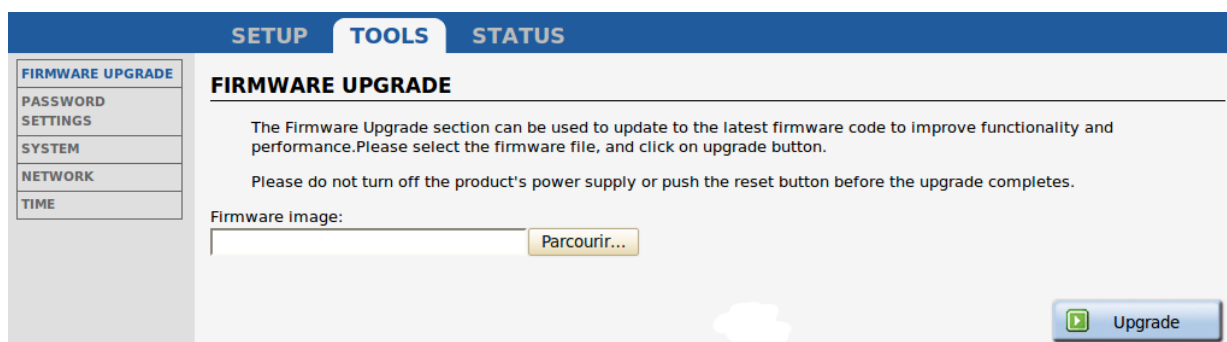 SETUP TOOLS STATUS
FIRMWARE UPGRADE
PASSWORD
SETTINGS
SYSTEM
NETWORK
TIME
FIRMWARE UPGRADE
The Firmware Upgrade section can be used to update to the latest firmware code to improve functionality and
performance.Please select the firmware file, and click on upgrade button.
Please do not turn off the product's power supply or push the reset button before the upgrade completes.
Firmware image:
Parcourir...
Upgrade